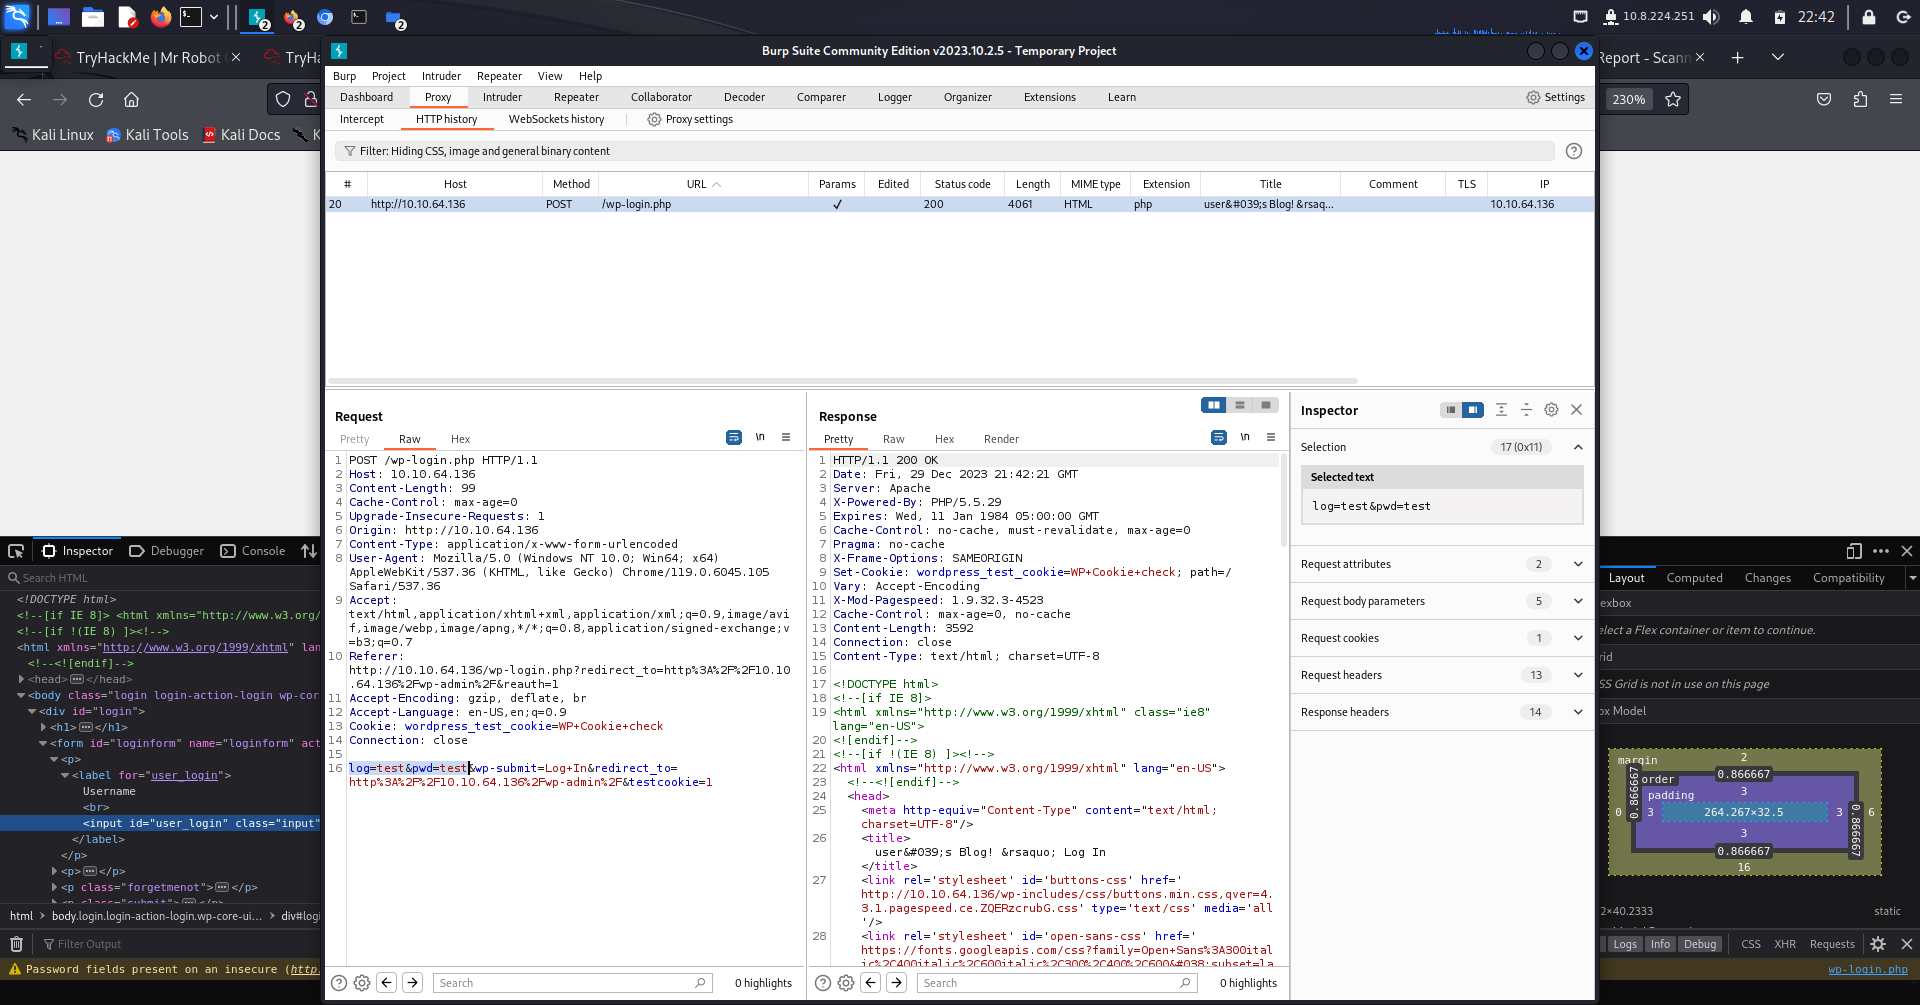 2
2
2
10.8.224.251
22:42
TryHackMe | Mr Robot
TryHa
Burp Suite Community Edition v2023.10.2.5 - Temporary Project
Report - Scann
Burp Project Intruder Repeater View Help
Dashboard Proxy Intruder Repeater Collaborator Decoder Comparer Logger Organizer Extensions Learn Settings
230%
Intercept HTTP history WebSockets history Proxy settings
Kali Linux Kali Tools Kali Docs K
Filter: Hiding CSS, image and general binary content
# Host Method URL Params Edited Status code Length MIME type Extension Title Comment TLS IP
20 http://10.10.64.136 POST /wp-login.php ✓ 200 4061 HTML php user&#039;s Blog! &rsaq... 10.10.64.136
Request
Pretty Raw Hex \n
1 POST /wp-login.php HTTP/1.1
2 Host: 10.10.64.136
3 Content-Length: 99
4 Cache-Control: max-age=0
5 Upgrade-Insecure-Requests: 1
6 Origin: http://10.10.64.136
7 Content-Type: application/x-www-form-urlencoded
8 User-Agent: Mozilla/5.0 (Windows NT 10.0; Win64; x64)
AppleWebKit/537.36 (KHTML, like Gecko) Chrome/119.0.6045.105
Safari/537.36
9 Accept:
text/html,application/xhtml+xml,application/xml;q=0.9,image/avi
f,image/webp,image/apng,*/*;q=0.8,application/signed-exchange;v
=b3;q=0.7
10 Referer:
http://10.10.64.136/wp-login.php?redirect_to=http%3A%2F%2F10.10
.64.136%2Fwp-admin%2F&reauth=1
11 Accept-Encoding: gzip, deflate, br
12 Accept-Language: en-US,en;q=0.9
13 Cookie: wordpress_test_cookie=WP+Cookie+check
14 Connection: close
15
16 log=test&pwd=test&wp-submit=Log+In&redirect_to=
http%3A%2F%2F10.10.64.136%2Fwp-admin%2F&testcookie=1
Search 0 highlights
Response
Pretty Raw Hex Render \n
1 HTTP/1.1 200 OK
2 Date: Fri, 29 Dec 2023 21:42:21 GMT
3 Server: Apache
4 X-Powered-By: PHP/5.5.29
5 Expires: Wed, 11 Jan 1984 05:00:00 GMT
6 Cache-Control: no-cache, must-revalidate, max-age=0
7 Pragma: no-cache
8 X-Frame-Options: SAMEORIGIN
9 Set-Cookie: wordpress_test_cookie=WP+Cookie+check; path=/
10 Vary: Accept-Encoding
11 X-Mod-Pagespeed: 1.9.32.3-4523
12 Cache-Control: max-age=0, no-cache
13 Content-Length: 3592
14 Connection: close
15 Content-Type: text/html; charset=UTF-8
16
17 <!DOCTYPE html>
18 <!--[if IE 8]>
19 <html xmlns="http://www.w3.org/1999/xhtml" class="ie8"
lang="en-US">
20 <![endif]-->
21 <!--[if !(IE 8) ]><!-->
22 <html xmlns="http://www.w3.org/1999/xhtml" lang="en-US">
23 <!--<![endif]-->
24 <head>
25 <meta http-equiv="Content-Type" content="text/html;
charset=UTF-8"/>
26 <title>
user&#039;s Blog! &rsaquo; Log In
</title>
27 <link rel='stylesheet' id='buttons-css' href='
http://10.10.64.136/wp-includes/css/buttons.min.css,qver=4.
3.1.pagespeed.ce.ZQERzcrubG.css' type='text/css' media='all
'/>
28 <link rel='stylesheet' id='open-sans-css' href='
https://fonts.googleapis.com/css?family=Open+Sans%3A300ital
ic%2C400italic%2C600italic%2C300%2C400%2C600&#038;subset=la
Search 0 highlights
Inspector
Selection 17 (0x11)
Selected text
log=test&pwd=test
Request attributes 2
Request body parameters 5
Request cookies 1
Request headers 13
Response headers 14
Inspector Debugger Console
Search HTML
<!DOCTYPE html>
<!--[if IE 8]> <html xmlns="http://www.w3.org/
<!--[if !(IE 8) ]><!-->
<html xmlns="http://www.w3.org/1999/xhtml" lan
<!--<![endif]-->
<head> </head>
<body class="login login-action-login wp-cor
<div id="login">
<h1> </h1>
<form id="loginform" name="loginform" act
<p>
<label for="user_login">
Username
<br>
<input id="user_login" class="input"
</label>
</p>
<p> </p>
<p class="forgetmenot"> </p>
<p class="submit"> </p>
html body.login.login-action-login.wp-core-ui... div#logi
Filter Output
Password fields present on an insecure (http:
Layout Computed Changes Compatibility
exbox
elect a Flex container or item to continue.
rid
SS Grid is not in use on this page
ox Model
margin 2
order 0.866667
padding 3
0 0.866667 3 264.267×32.5 3 0.866667 6
3
0.866667
16
2×40.2333 static
Logs Info Debug CSS XHR Requests
wp-login.php